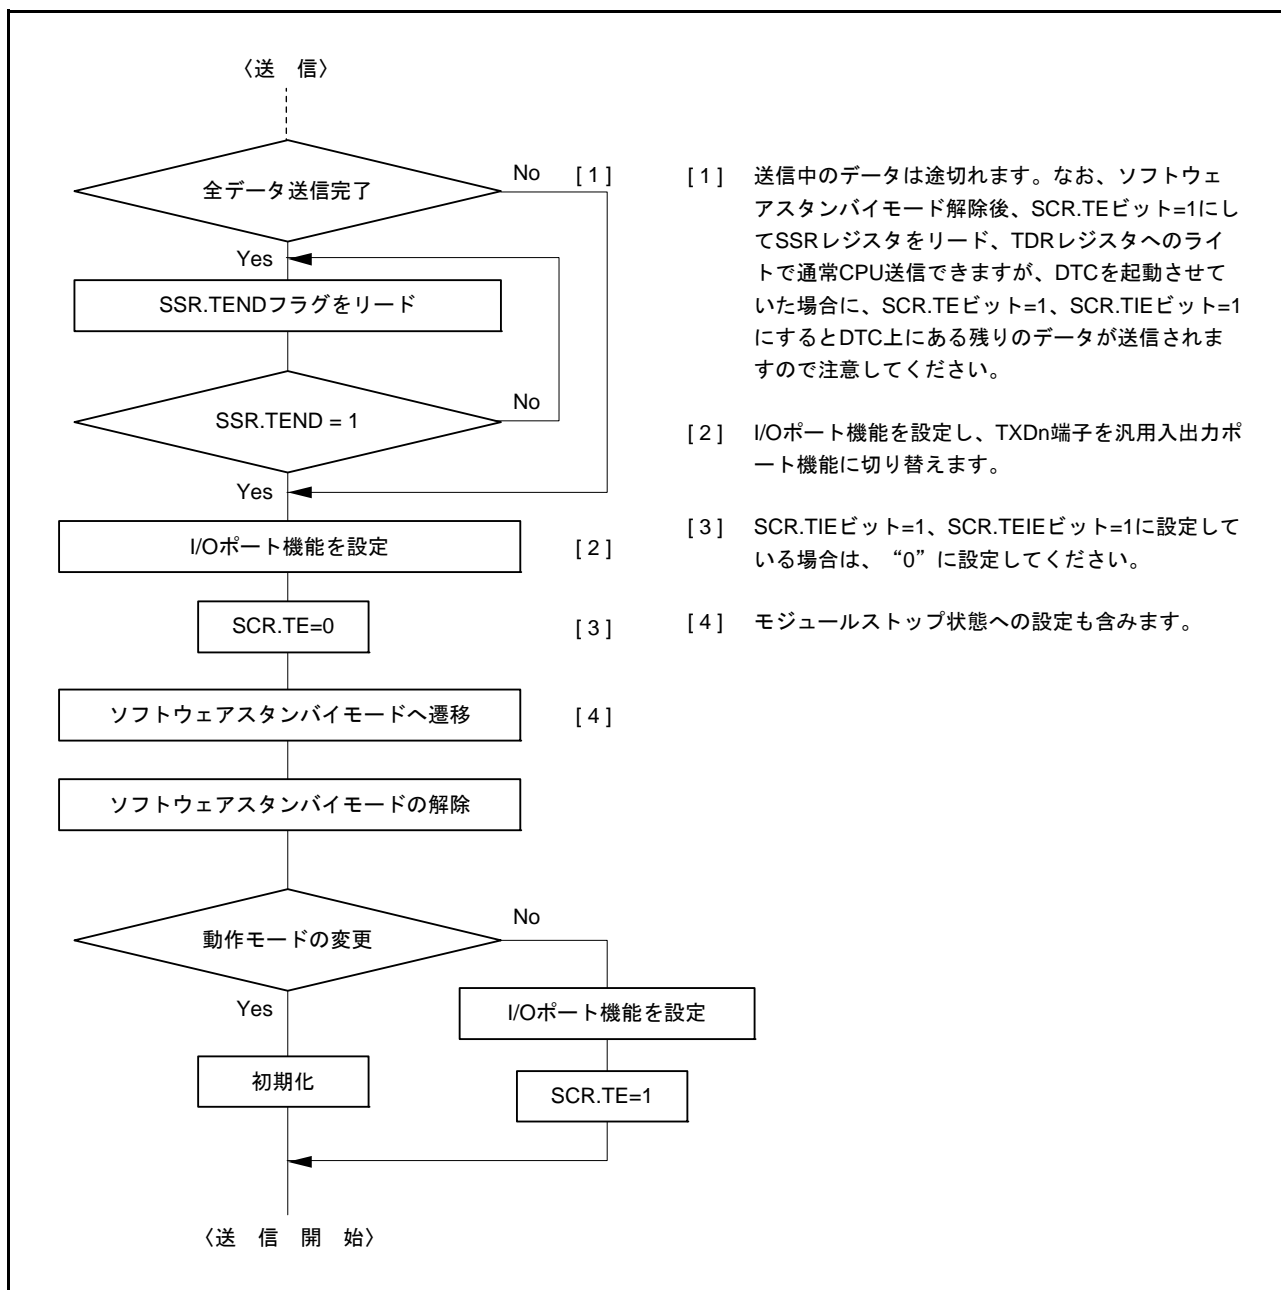 〈送　信〉
全データ送信完了
No
[ 1 ]
Yes
SSR.TENDフラグをリード
SSR.TEND = 1
No
Yes
I/Oポート機能を設定
[ 2 ]
SCR.TE=0
[ 3 ]
ソフトウェアスタンバイモードへ遷移
[ 4 ]
ソフトウェアスタンバイモードの解除
動作モードの変更
No
Yes
I/Oポート機能を設定
初期化
SCR.TE=1
〈送　信　開　始〉
[ 1 ]　送信中のデータは途切れます。なお、ソフトウェ
アスタンバイモード解除後、SCR.TEビット=1にし
てSSRレジスタをリード、TDRレジスタへのライ
トで通常CPU送信できますが、DTCを起動させて
いた場合に、SCR.TEビット=1、SCR.TIEビット=1
にするとDTC上にある残りのデータが送信されま
すので注意してください。
[ 2 ]　I/Oポート機能を設定し、TXDn端子を汎用入出力ポ
ート機能に切り替えます。
[ 3 ]　SCR.TIEビット=1、SCR.TEIEビット=1に設定して
いる場合は、“0”に設定してください。
[ 4 ]　モジュールストップ状態への設定も含みます。